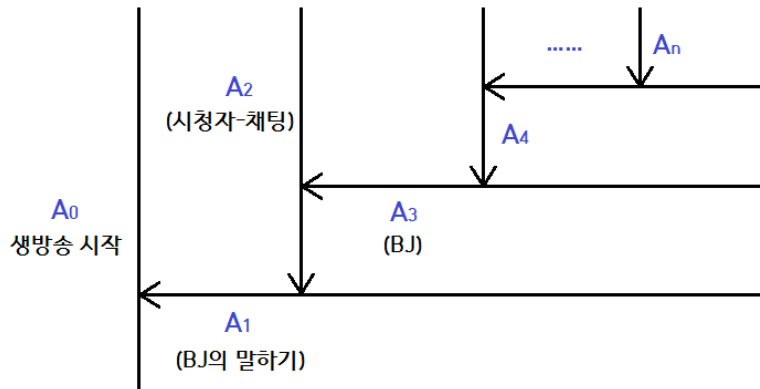 ...... An
A2
(시청자-채팅)
A4
A0
생방송 시작
A3
(BJ)
A1
(BJ의 말하기)